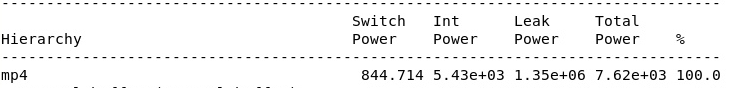 --------------------------------------------------------------------------------
Switch Int Leak Total
Hierarchy Power Power Power Power %
--------------------------------------------------------------------------------
mp4 844.714 5.43e+03 1.35e+06 7.62e+03 100.0